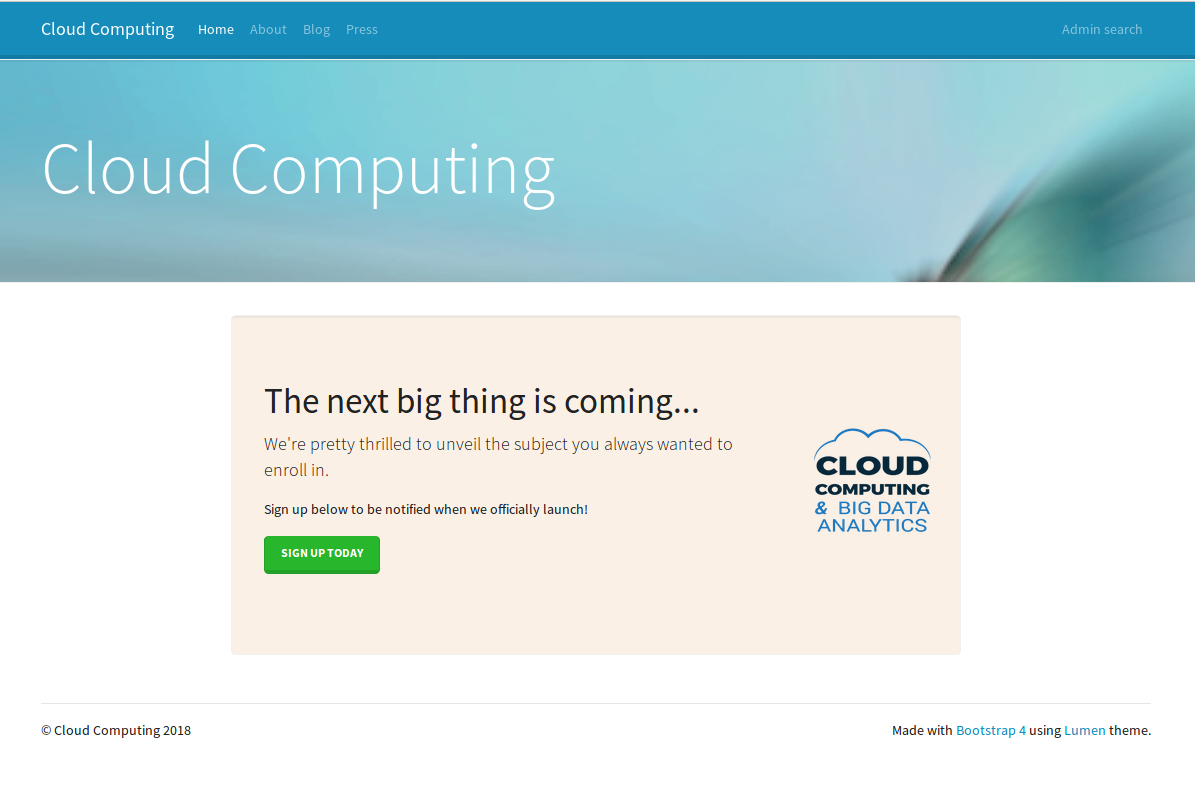 Cloud Computing Home About Blog Press Admin search
Cloud Computing
The next big thing is coming...
We're pretty thrilled to unveil the subject you always wanted to
enroll in.
Sign up below to be notified when we officially launch!
SIGN UP TODAY
CLOUD
COMPUTING
& BIG DATA
ANALYTICS
© Cloud Computing 2018 Made with Bootstrap 4 using Lumen theme.